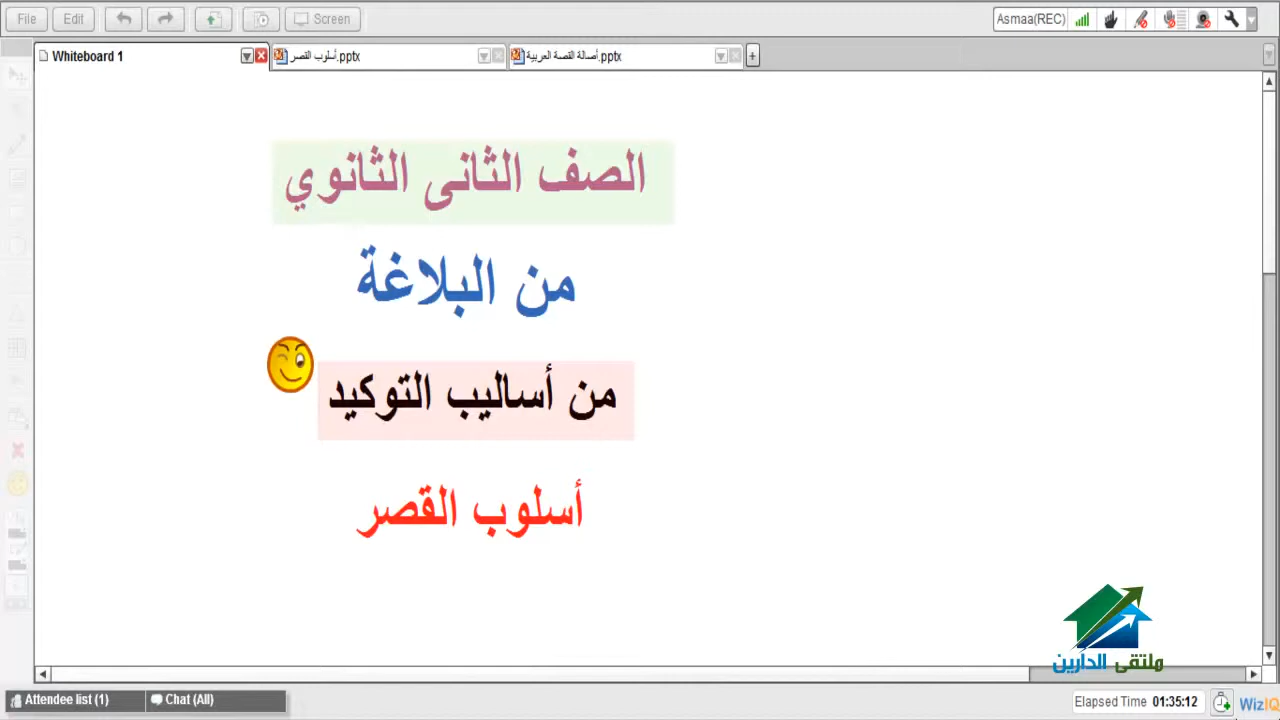 File Edit Screen Asmaa(REC)
Whiteboard 1 أسلوب القصر.pptx أصالة القصة العربية.pptx
الصف الثانى الثانوي
من البلاغة
من أساليب التوكيد
أسلوب القصر
ملتقى الدارين
Attendee list (1) Chat (All) Elapsed Time 01:35:12 WizIQ